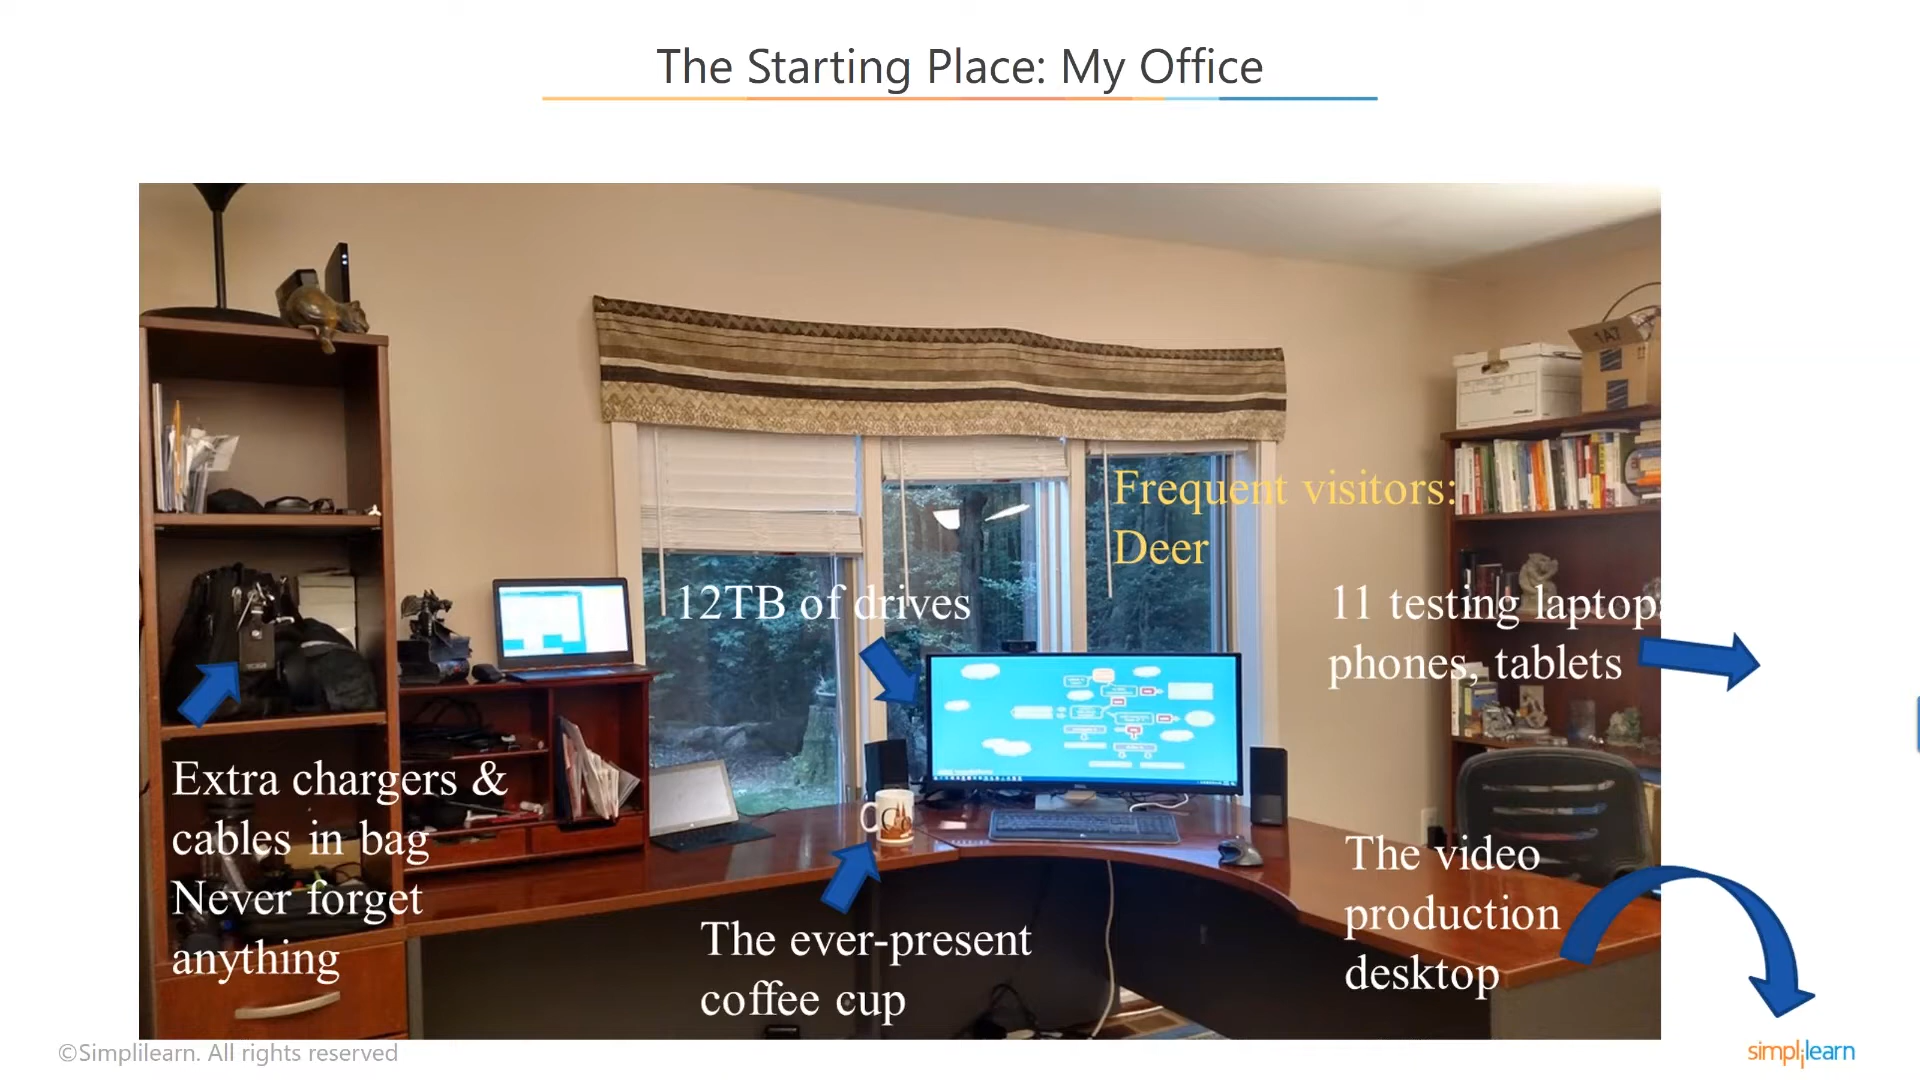 The Starting Place: My Office
1A7
Frequent visitors:
Deer
12TB of drives
11 testing laptops
phones, tablets
Extra chargers &
cables in bag
Never forget
anything
The ever-present
coffee cup
The video
production
desktop
©Simplilearn. All rights reserved
simplilearn